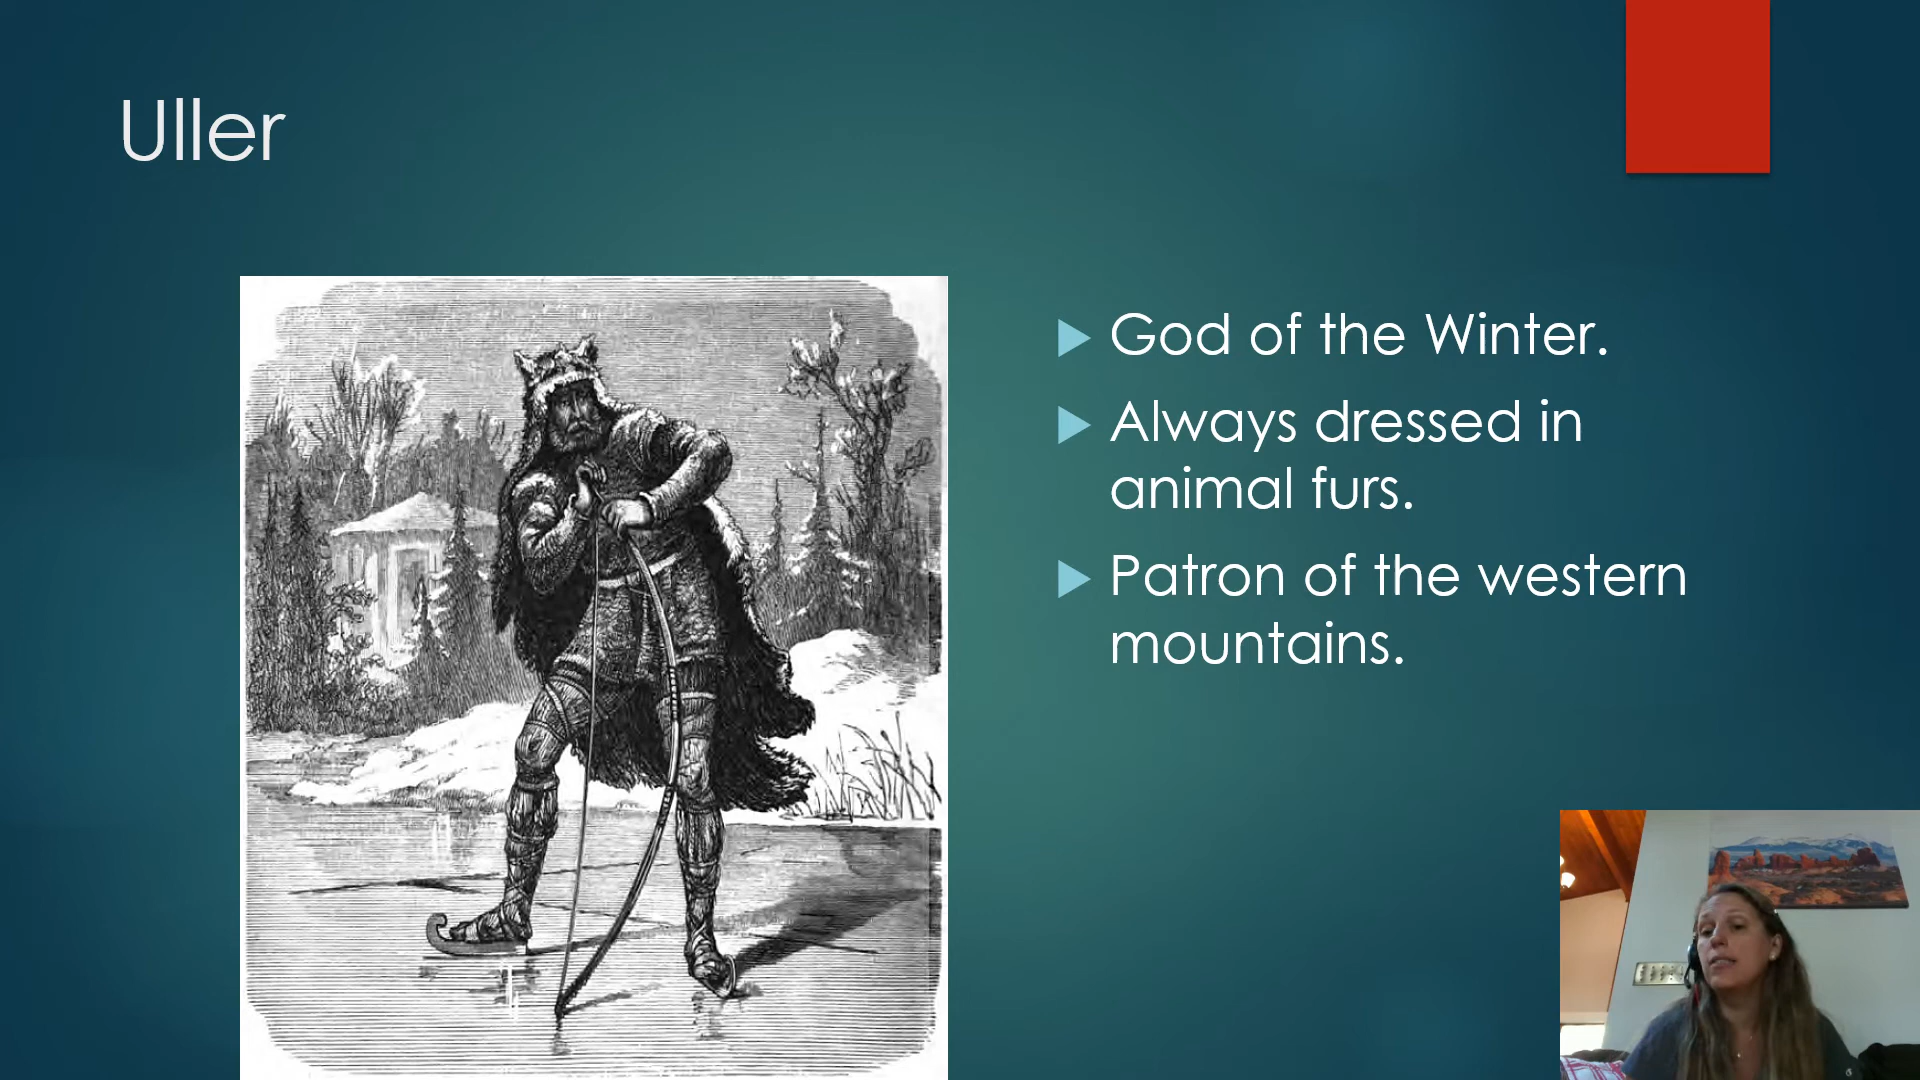 Uller
God of the Winter.
Always dressed in
animal furs.
Patron of the western
mountains.